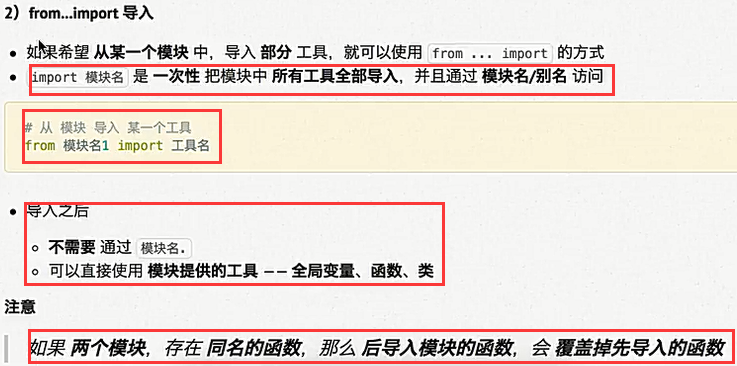 2）from...import 导入
如果希望 从某一个模块 中，导入 部分 工具，就可以使用 from ... import 的方式
import 模块名 是 一次性 把模块中 所有工具全部导入，并且通过 模块名/别名 访问
# 从 模块 导入 某一个工具
from 模块名1 import 工具名
导入之后
不需要 通过 模块名.
可以直接使用 模块提供的工具 —— 全局变量、函数、类
注意
如果 两个模块，存在 同名的函数，那么 后导入模块的函数，会 覆盖掉先导入的函数